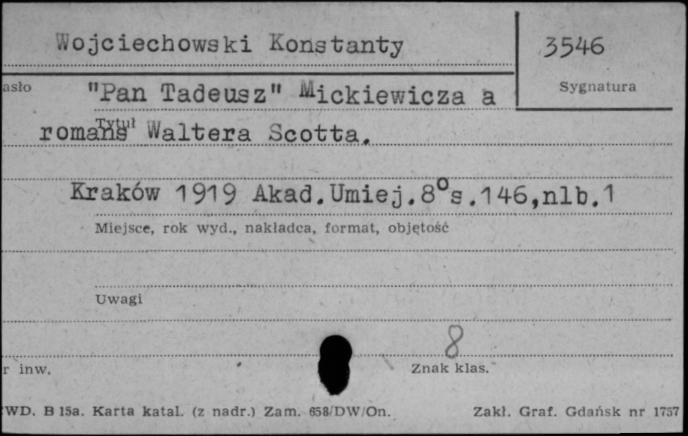 Wojciechowski Konstanty
3546
asło
Sygnatura
"Pan Tadeusz" Mickiewicza a
Tytuł
romans Waltera Scotta.
Kraków 1919 Akad.Umiej.8°s.146,nlb.1
Miejsce, rok wyd., nakładca, format, objętość
Uwagi
8
r inw.
Znak klas.
WD. B 15a. Karta katal. (z nadr.) Zam. 658/DW/On.
Zakł. Graf. Gdańsk nr 1757